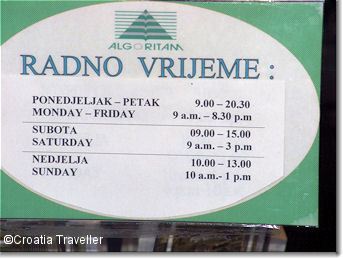 ALGORITAM
RADNO VRIJEME :
PONEDJELJAK – PETAK 9.00 – 20.30
MONDAY – FRIDAY 9 a.m. – 8.30 p.m
SUBOTA 09.00 – 15.00
SATURDAY 9 a.m. – 3 p.m
NEDJELJA 10.00 – 13.00
SUNDAY 10 a.m.- 1 p.m
©Croatia Traveller